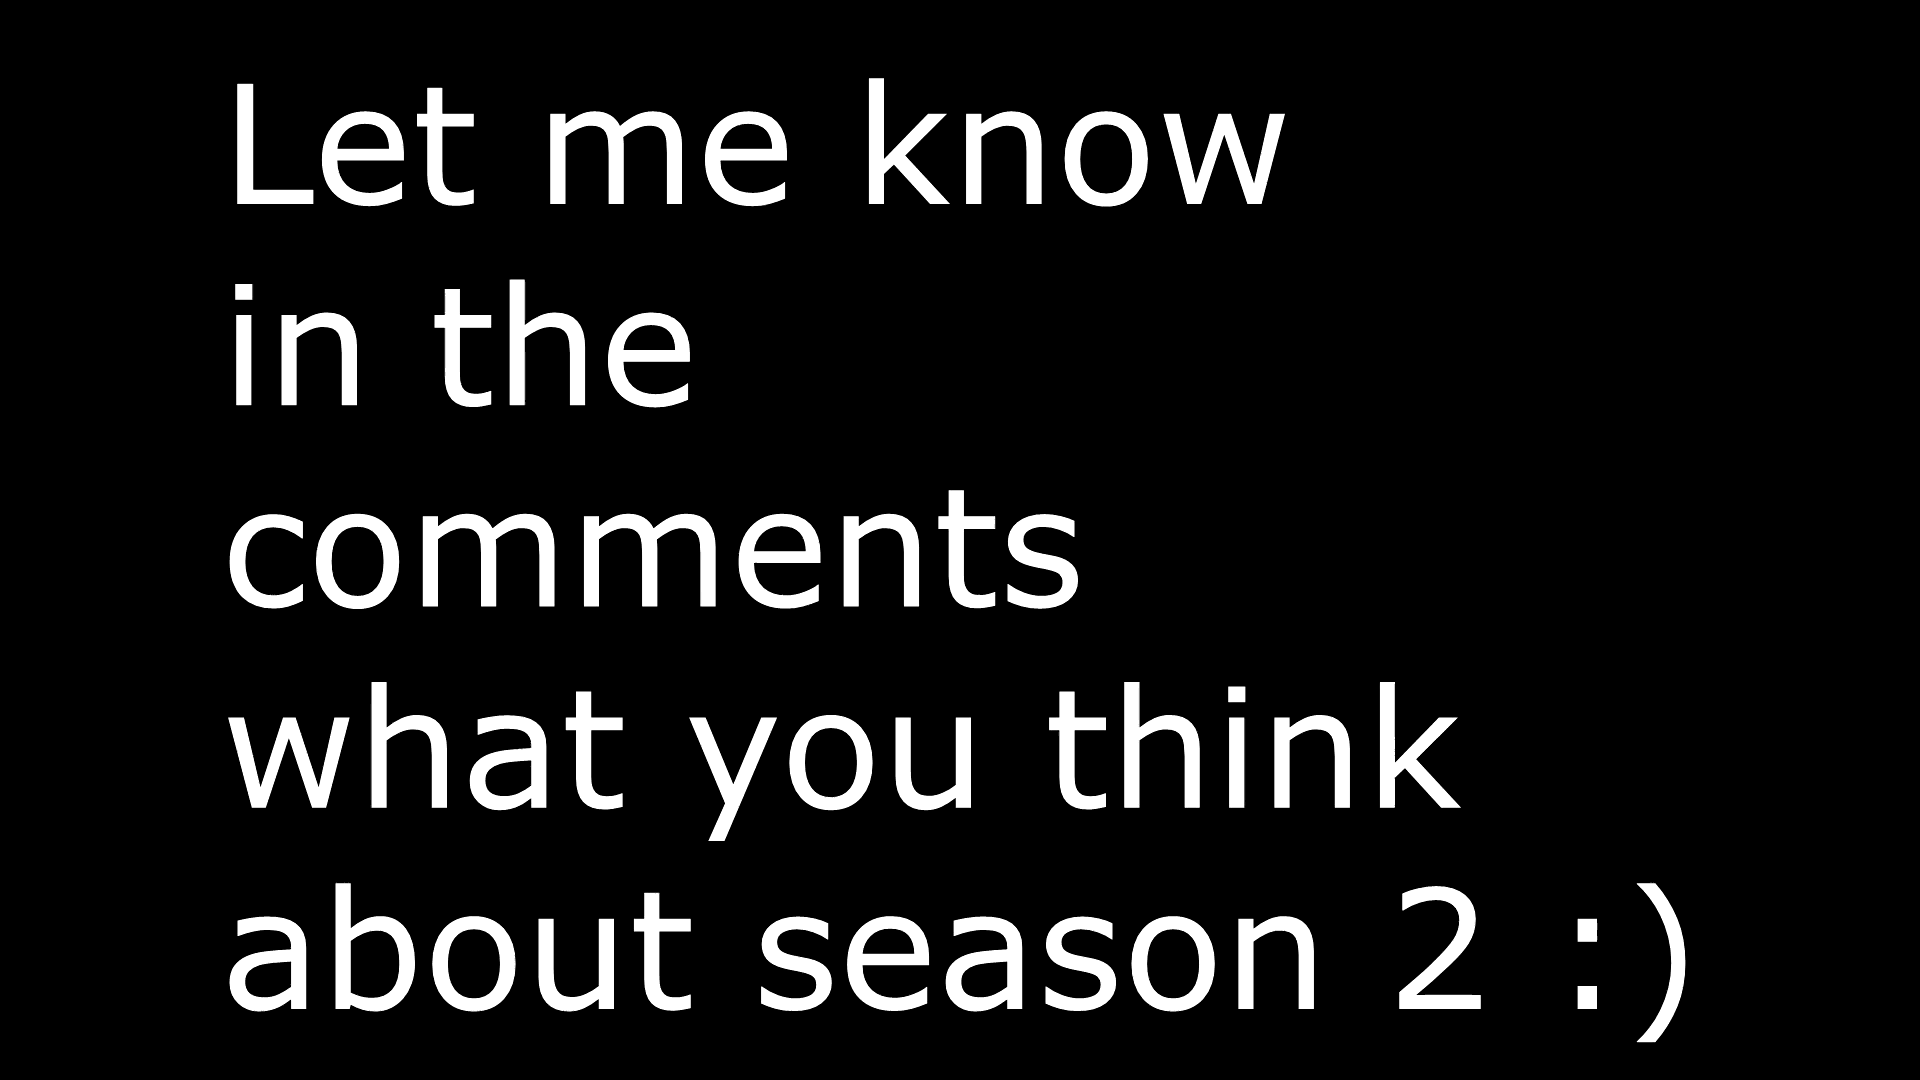 Let me know
in the
comments
what you think
about season 2 :)